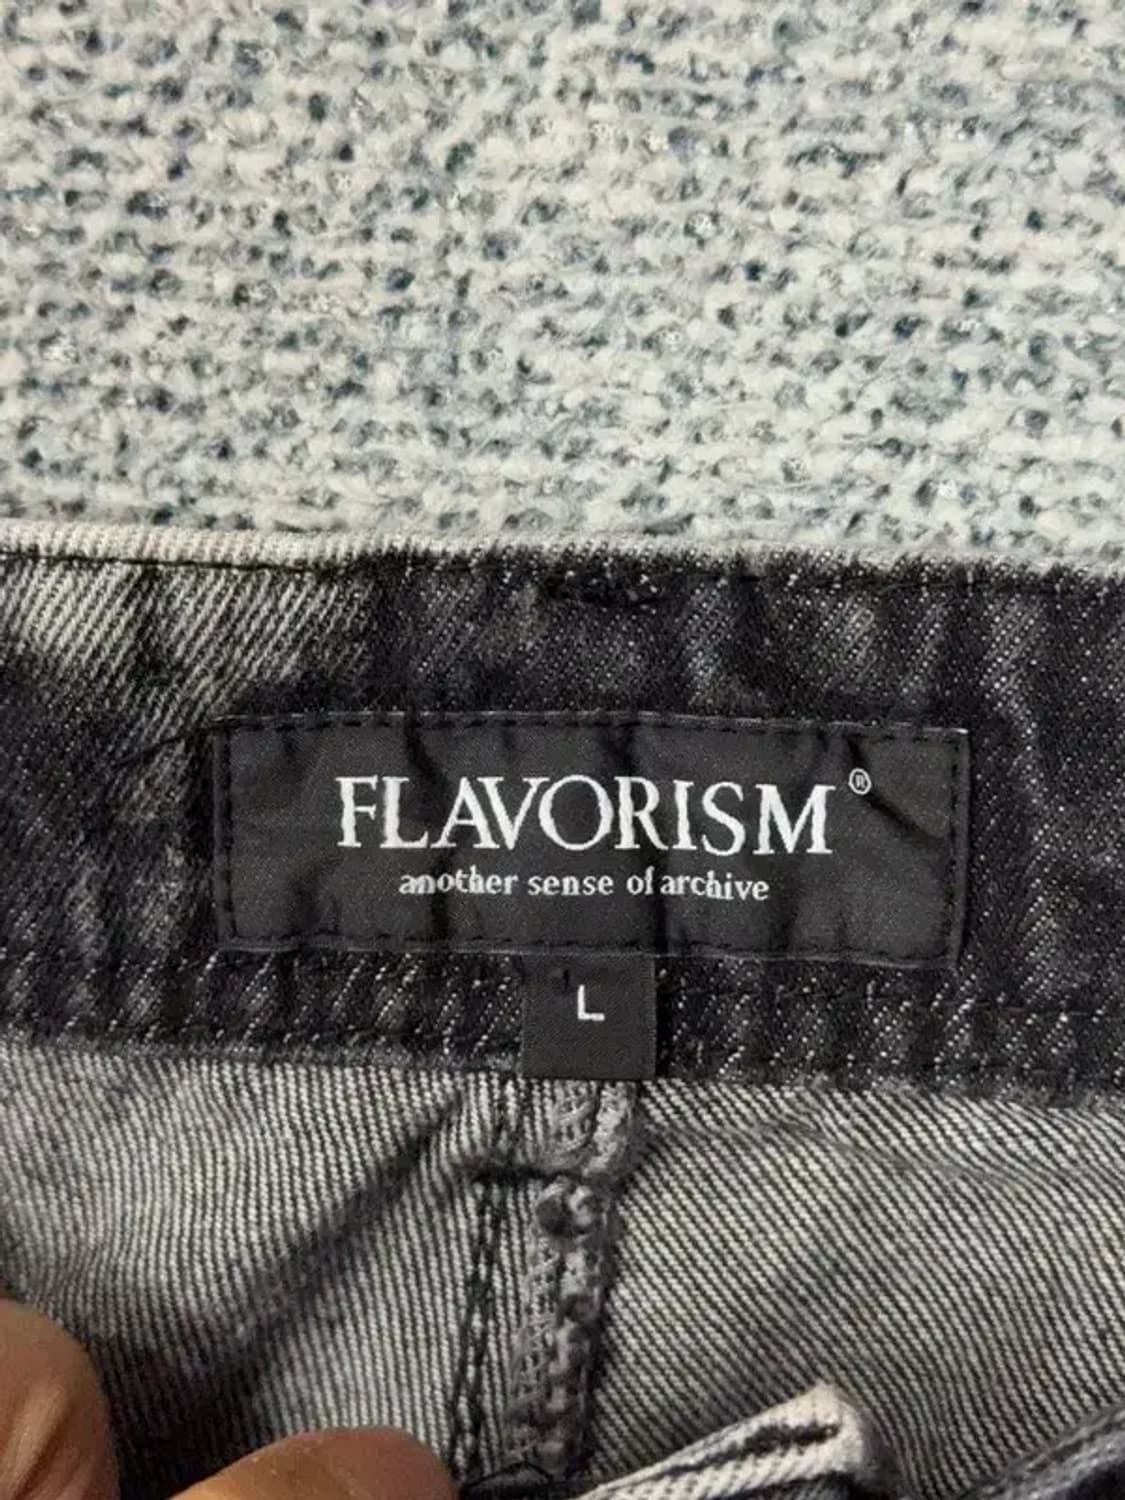 FLAVORISM®
another sense of archive
L